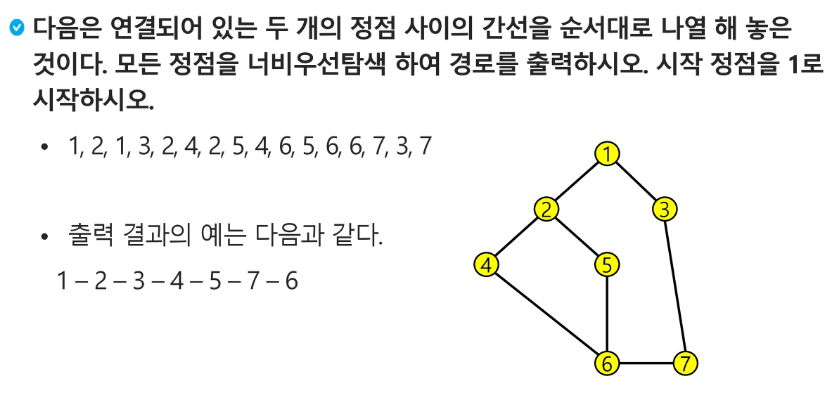 다음은 연결되어 있는 두 개의 정점 사이의 간선을 순서대로 나열 해 놓은
것이다. 모든 정점을 너비우선탐색 하여 경로를 출력하시오. 시작 정점을 1로
시작하시오.
• 1, 2, 1, 3, 2, 4, 2, 5, 4, 6, 5, 6, 6, 7, 3, 7
• 출력 결과의 예는 다음과 같다.
1 – 2 – 3 – 4 – 5 – 7 – 6
1
2 3
4 5
6 7